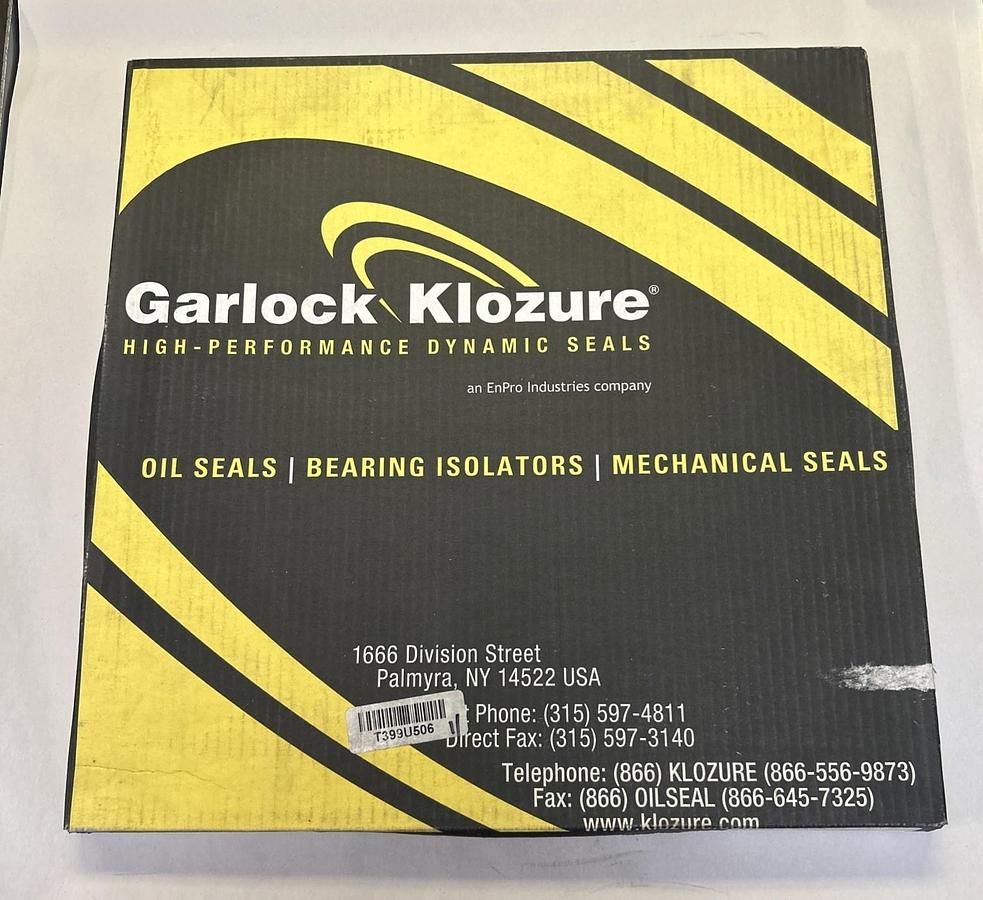 Garlock Klozure®
HIGH-PERFORMANCE DYNAMIC SEALS
an EnPro Industries company
OIL SEALS | BEARING ISOLATORS | MECHANICAL SEALS
1666 Division Street
Palmyra, NY 14522 USA
Phone: (315) 597-4811
Direct Fax: (315) 597-3140
T399U506
Telephone: (866) KLOZURE (866-556-9873)
Fax: (866) OILSEAL (866-645-7325)
www.klozure.com